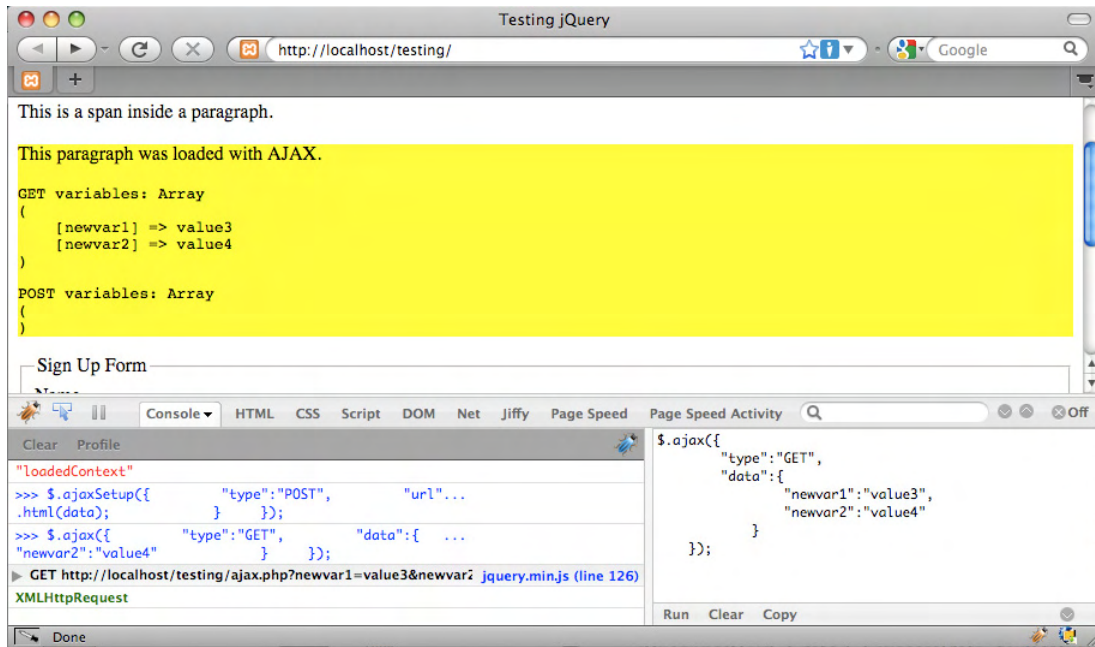 Testing jQuery
http://localhost/testing/
Google
This is a span inside a paragraph.
This paragraph was loaded with AJAX.
GET variables: Array
(
[newvar1] => value3
[newvar2] => value4
)
POST variables: Array
(
)
Sign Up Form
Console HTML CSS Script DOM Net Jiffy Page Speed Page Speed Activity Off
Clear Profile
"loadedContext"
>>> $.ajaxSetup({ "type":"POST", "url"...
.html(data); } });
>>> $.ajax({ "type":"GET", "data":{ ...
"newvar2":"value4" } });
GET http://localhost/testing/ajax.php?newvar1=value3&newvar2 jquery.min.js (line 126)
XMLHttpRequest
$.ajax({
"type":"GET",
"data":{
"newvar1":"value3",
"newvar2":"value4"
}
});
Run Clear Copy
Done